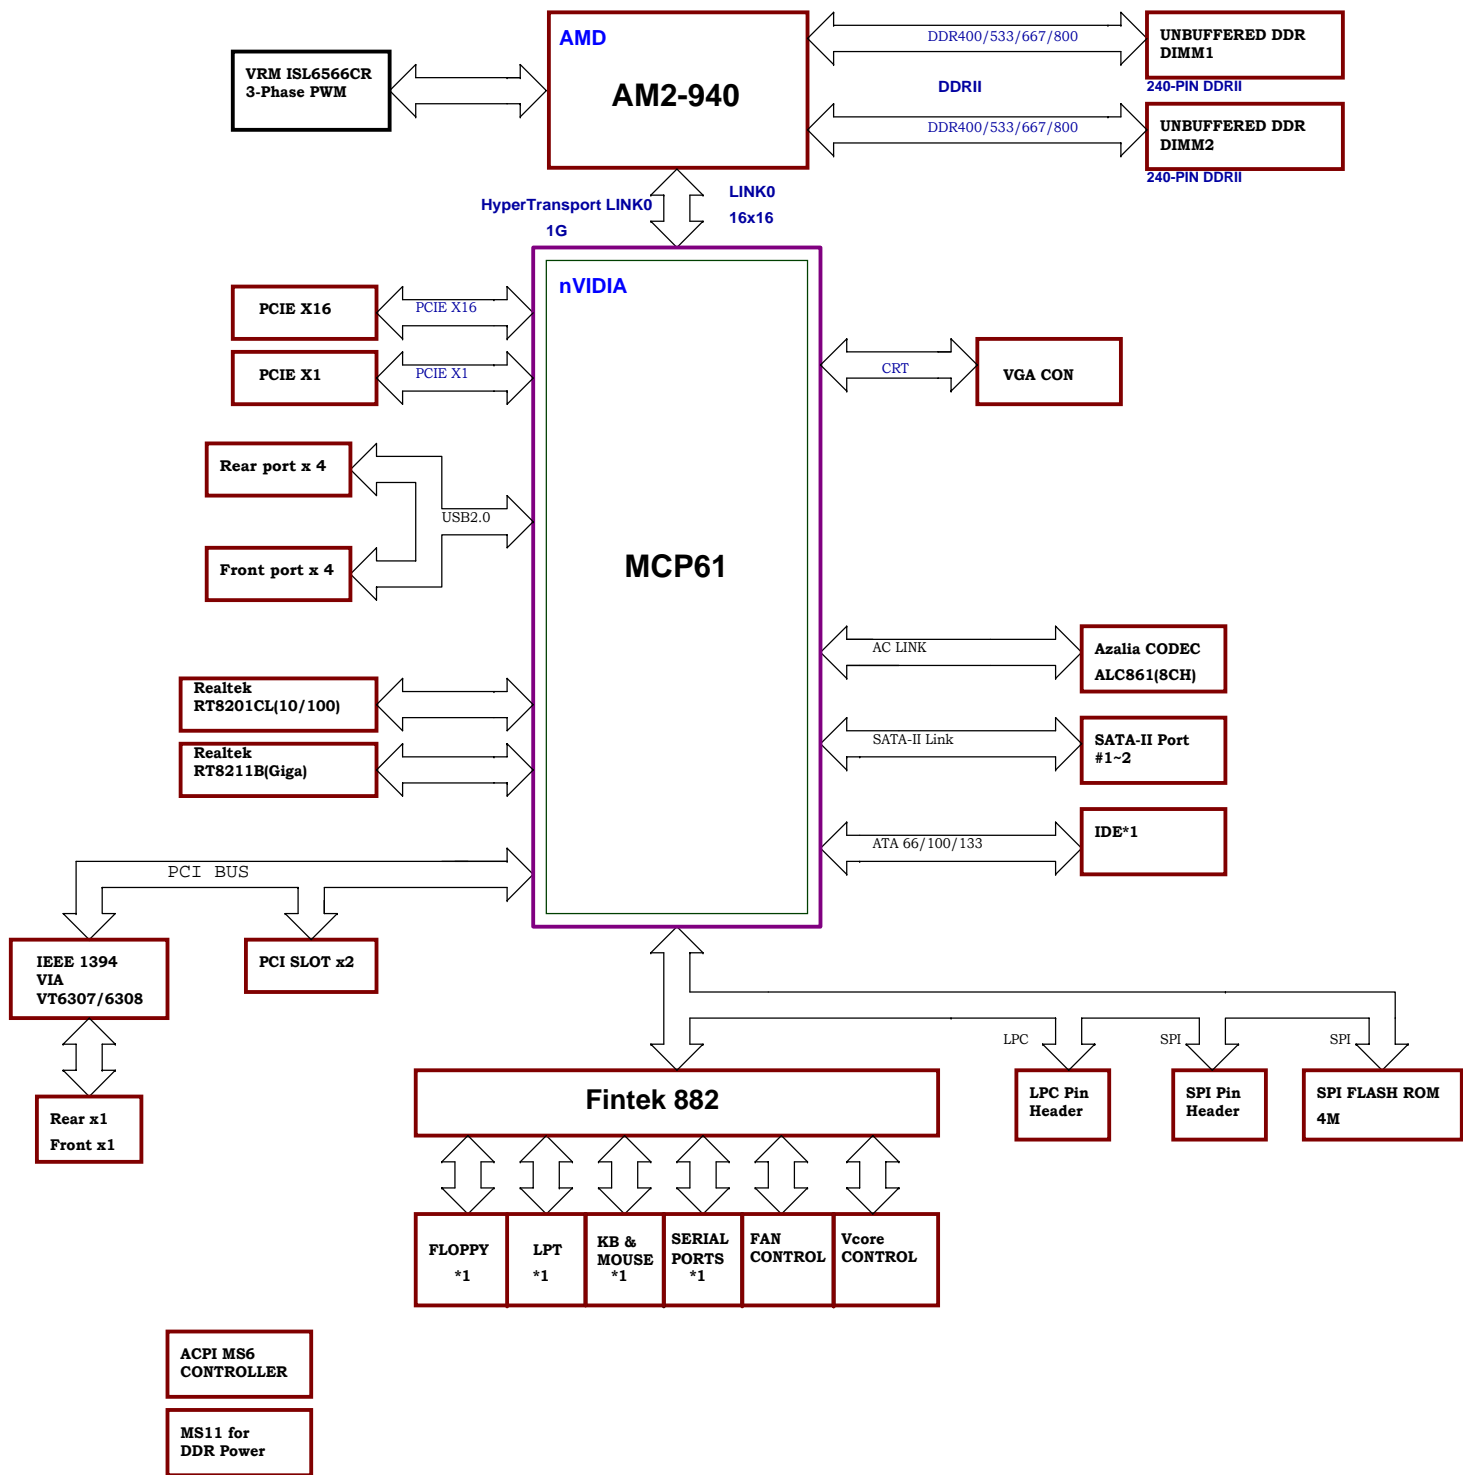 AMD
AM2-940
VRM ISL6566CR
3-Phase PWM
DDR400/533/667/800
UNBUFFERED DDR
DIMM1
240-PIN DDRII
DDRII
DDR400/533/667/800
UNBUFFERED DDR
DIMM2
240-PIN DDRII
HyperTransport LINK0
1G
LINK0
16x16
nVIDIA
MCP61
PCIE X16
PCIE X16
PCIE X1
PCIE X1
CRT
VGA CON
Rear port x 4
USB2.0
Front port x 4
AC LINK
Azalia CODEC
ALC861(8CH)
Realtek
RT8201CL(10/100)
Realtek
RT8211B(Giga)
SATA-II Link
SATA-II Port
#1~2
ATA 66/100/133
IDE*1
PCI BUS
IEEE 1394
VIA
VT6307/6308
PCI SLOT x2
Rear x1
Front x1
LPC
SPI
SPI
Fintek 882
LPC Pin
Header
SPI Pin
Header
SPI FLASH ROM
4M
FLOPPY
*1
LPT
*1
KB &
MOUSE
*1
SERIAL
PORTS
*1
FAN
CONTROL
Vcore
CONTROL
ACPI MS6
CONTROLLER
MS11 for
DDR Power